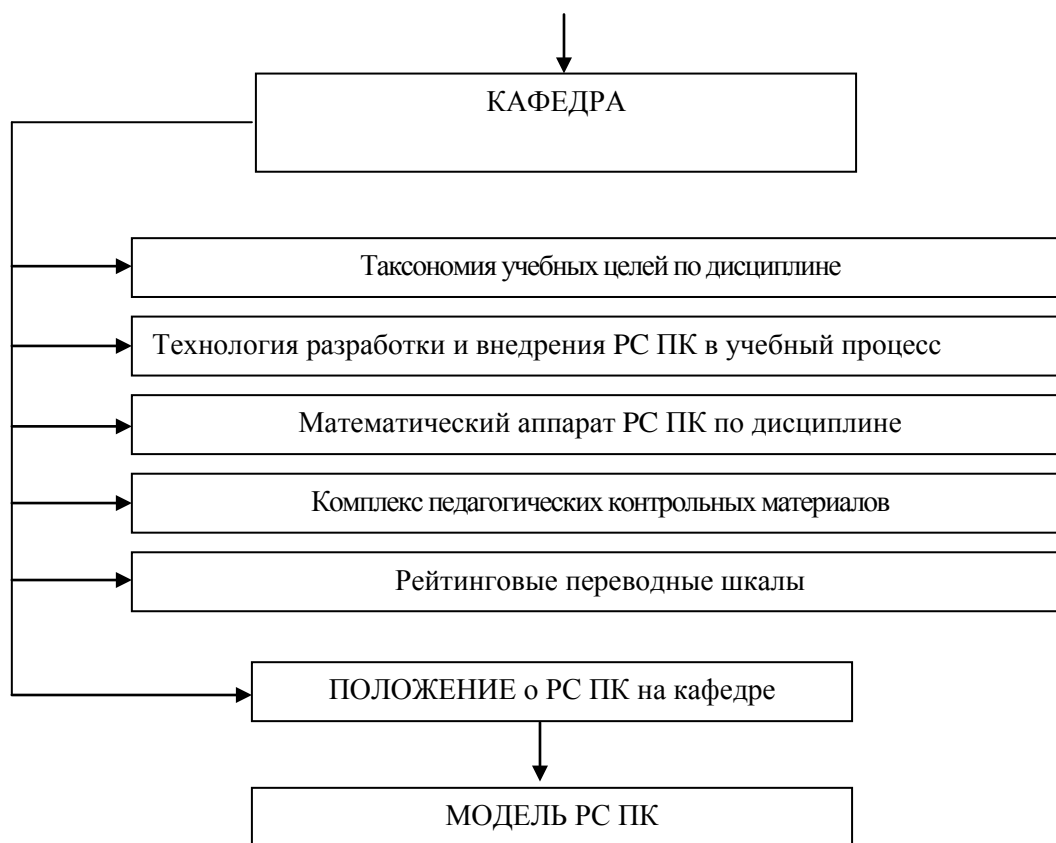 КАФЕДРА
Таксономия учебных целей по дисциплине
Технология разработки и внедрения РС ПК в учебный процесс
Математический аппарат РС ПК по дисциплине
Комплекс педагогических контрольных материалов
Рейтинговые переводные шкалы
ПОЛОЖЕНИЕ о РС ПК на кафедре
МОДЕЛЬ РС ПК